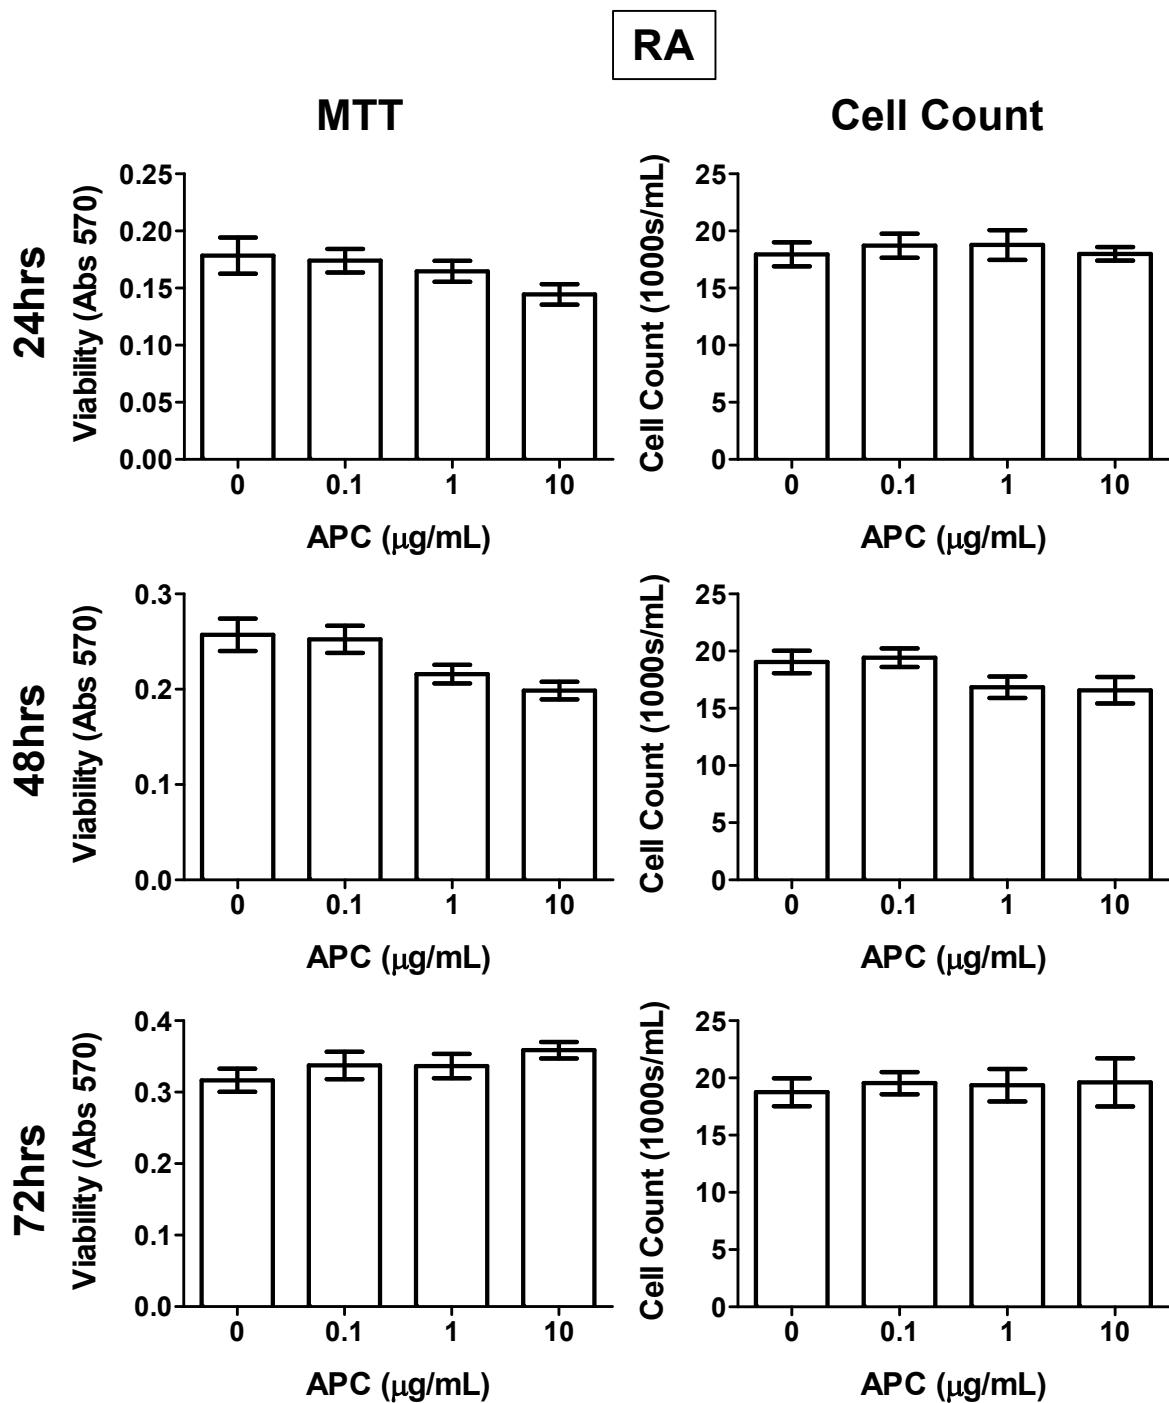 RA
MTT
Cell Count
24hrs
Viability (Abs 570)
0.25
0.20
0.15
0.10
0.05
0.00
0 0.1 1 10
APC (μg/mL)
Cell Count (1000s/mL)
25
20
15
10
5
0
0 0.1 1 10
APC (μg/mL)
48hrs
Viability (Abs 570)
0.3
0.2
0.1
0.0
0 0.1 1 10
APC (μg/mL)
Cell Count (1000s/mL)
25
20
15
10
5
0
0 0.1 1 10
APC (μg/mL)
72hrs
Viability (Abs 570)
0.4
0.3
0.2
0.1
0.0
0 0.1 1 10
APC (μg/mL)
Cell Count (1000s/mL)
25
20
15
10
5
0
0 0.1 1 10
APC (μg/mL)